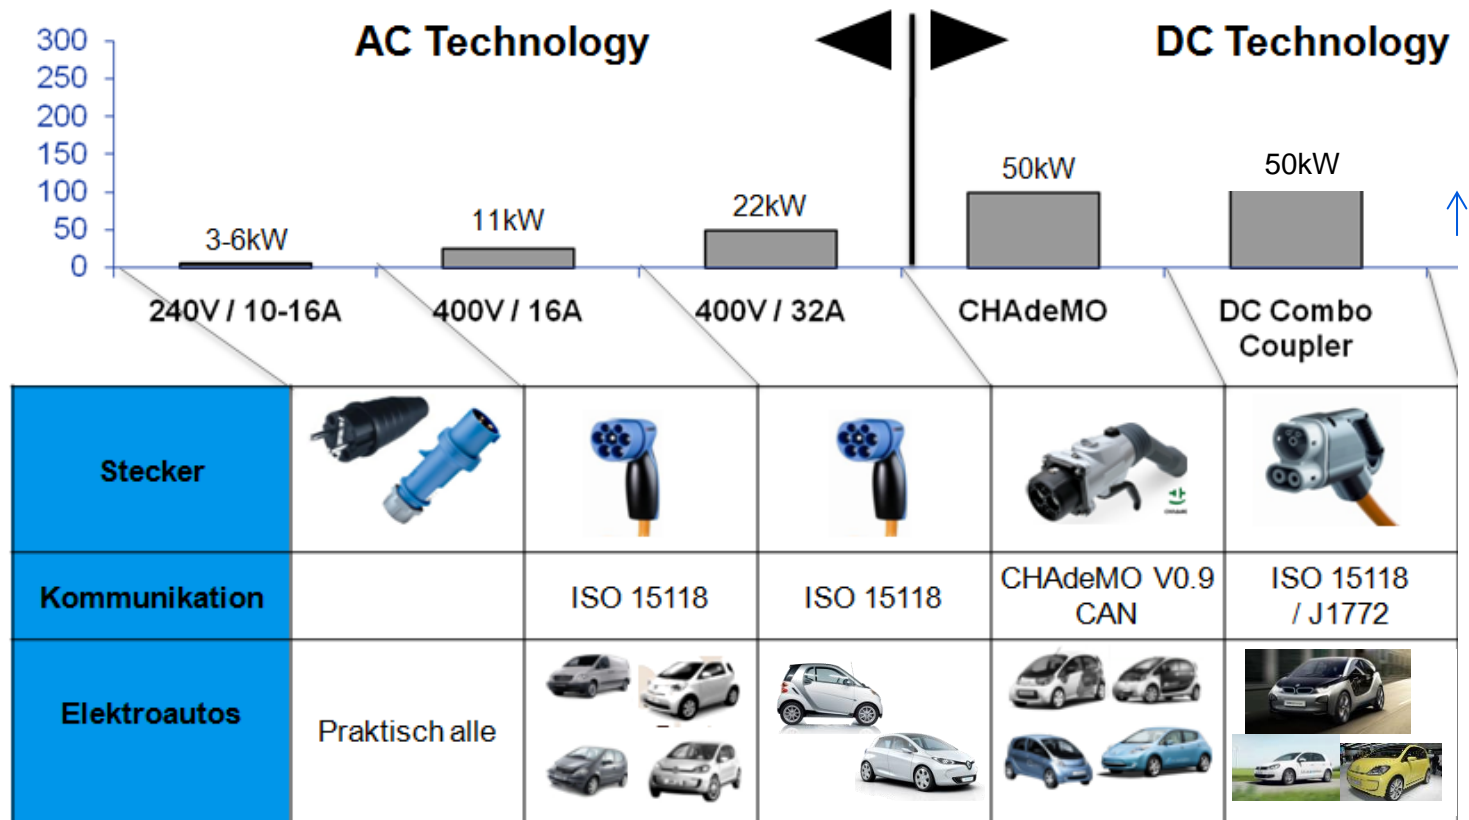 AC Technology
DC Technology
300
250
200
150
100
50
0
3-6kW
11kW
22kW
50kW
50kW
240V / 10-16A
400V / 16A
400V / 32A
CHAdeMO
DC Combo
Coupler
Stecker
Kommunikation
ISO 15118
ISO 15118
CHAdeMO V0.9
CAN
ISO 15118
/ J1772
Elektroautos
Praktisch alle